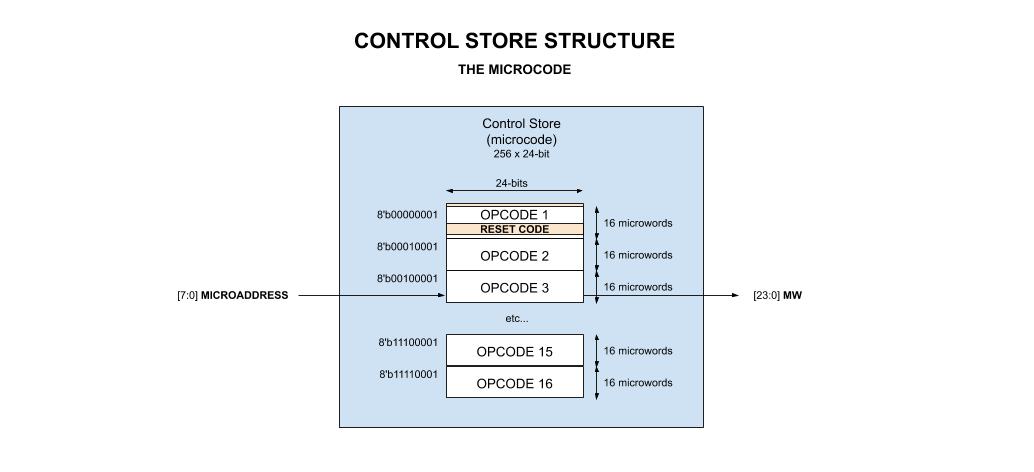 CONTROL STORE STRUCTURE
THE MICROCODE
Control Store
(microcode)
256 x 24-bit
24-bits
8'b00000001
OPCODE 1
16 microwords
RESET CODE
8'b00010001
OPCODE 2
16 microwords
8'b00100001
OPCODE 3
16 microwords
[7:0] MICROADDRESS
[23:0] MW
etc...
8'b11100001
OPCODE 15
16 microwords
8'b11110001
OPCODE 16
16 microwords